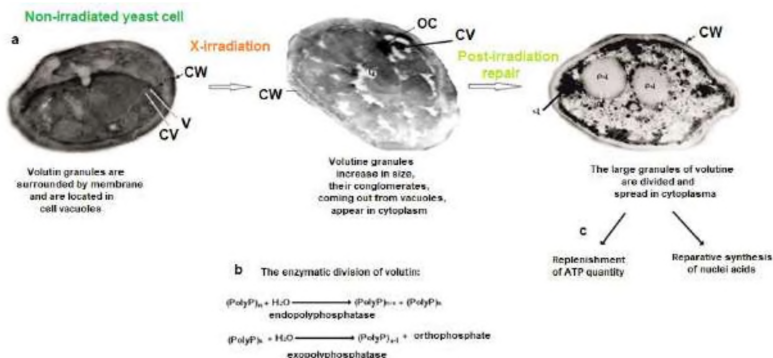 Non-irradiated yeast cell
a
X-irradiation
Post-irradiation
repair
CW
V
CV
OC
CV
CW
CW
Volutin granules are
surrounded by membrane
and are located in
cell vacuoles
Volutine granules
increase in size,
their conglomerates,
coming out from vacuoles,
appear in cytoplasm
The large granules of volutine
are divided and
spread in cytoplasma
c
Replenishment
of ATP quantity
Reparative synthesis
of nuclei acids
b The enzymatic division of volutin:
(PolyP)n + H2O (PolyP)n-x + (PolyP)x
endopolyphosphatase
(PolyP)n + H2O (PolyP)n-1 + orthophosphate
exopolyphosphatase